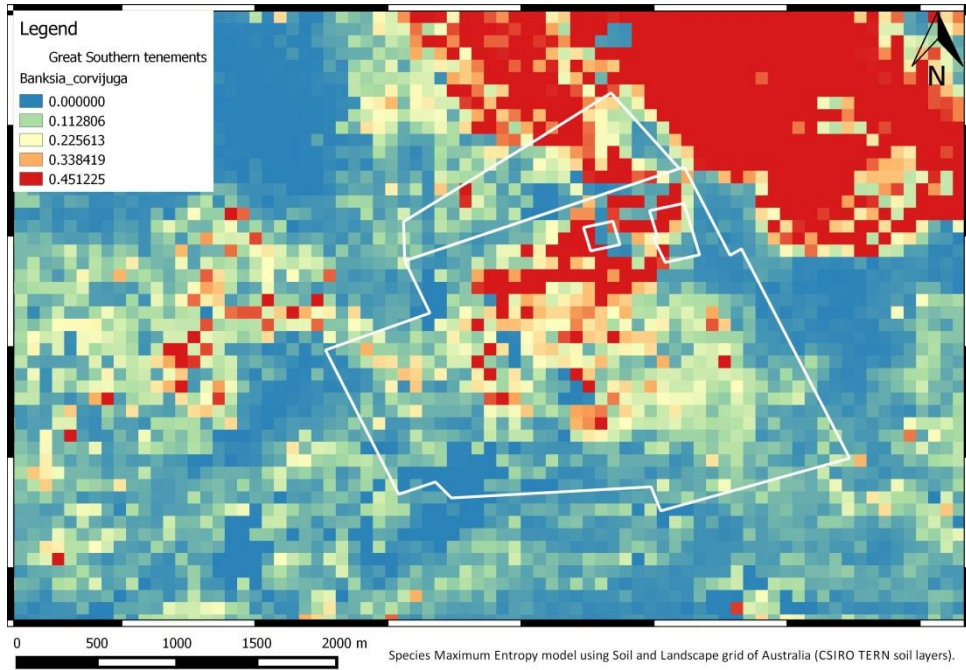 Legend
Great Southern tenements
Banksia_corvijuga
0.000000
0.112806
0.225613
0.338419
0.451225
N
0 500 1000 1500 2000 m
Species Maximum Entropy model using Soil and Landscape grid of Australia (CSIRO TERN soil layers).